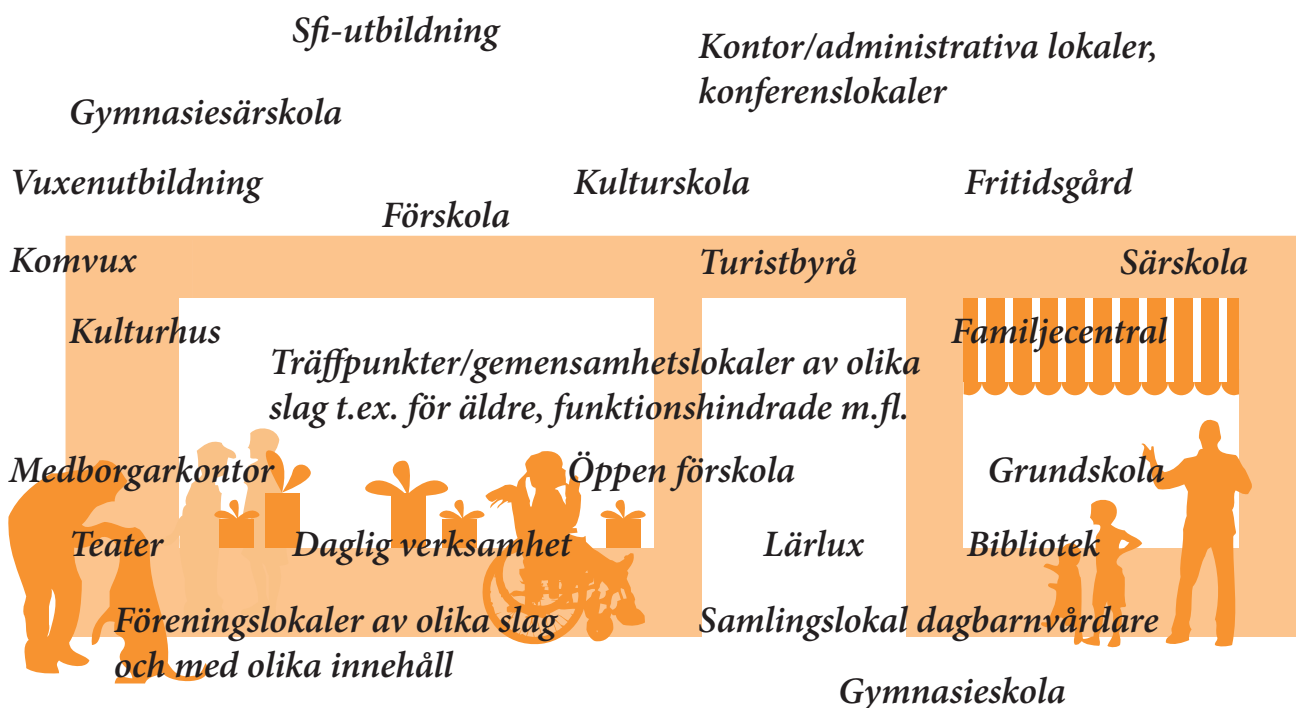 Sfi-utbildning
Kontor/administrativa lokaler,
konferenslokaler
Gymnasiesärskola
Vuxenutbildning
Kulturskola
Fritidsgård
Förskola
Komvux
Turistbyrå
Särskola
Kulturhus
Familjecentral
Träffpunkter/gemensamhetslokaler av olika
slag t.ex. för äldre, funktionshindrade m.fl.
Medborgarkontor
Öppen förskola
Grundskola
Teater
Daglig verksamhet
Lärlux
Bibliotek
Föreningslokaler av olika slag
och med olika innehåll
Samlingslokal dagbarnvårdare
Gymnasieskola